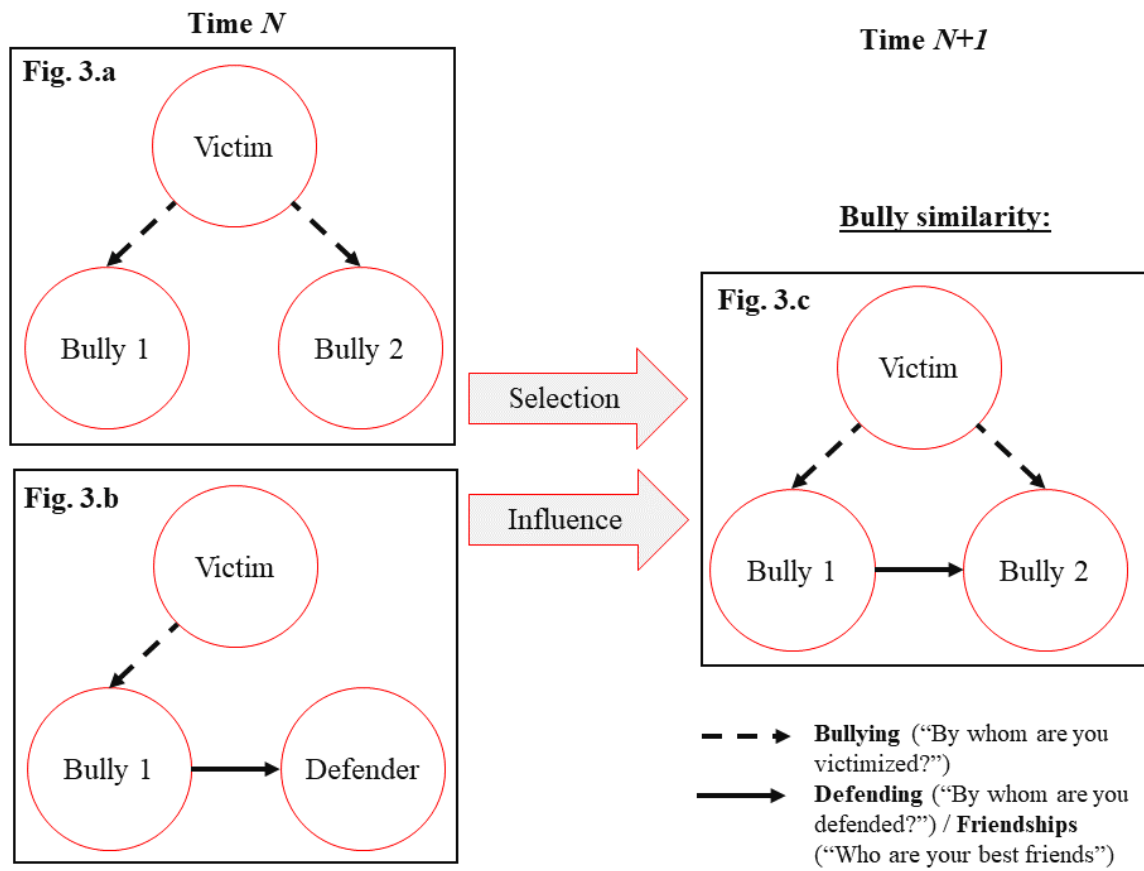 Time N
Time N+1
Fig. 3.a
Victim
Bully 1
Bully 2
Selection
Influence
Fig. 3.b
Victim
Bully 1
Defender
Bully similarity:
Fig. 3.c
Victim
Bully 1
Bully 2
Bullying (“By whom are you
victimized?”)
Defending (“By whom are you
defended?”) / Friendships
(“Who are your best friends”)